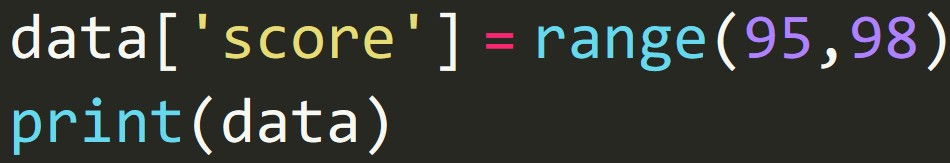 data['score'] = range(95,98)
print(data)